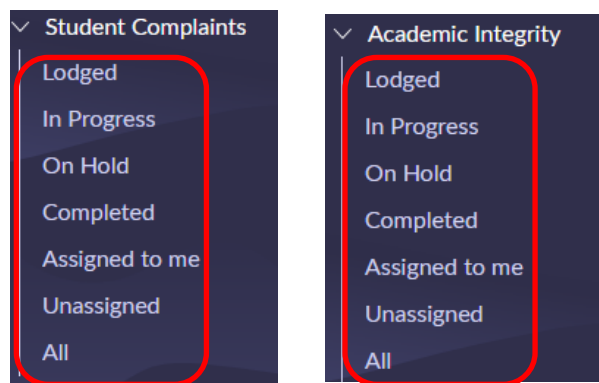 Student Complaints
Lodged
In Progress
On Hold
Completed
Assigned to me
Unassigned
All
Academic Integrity
Lodged
In Progress
On Hold
Completed
Assigned to me
Unassigned
All